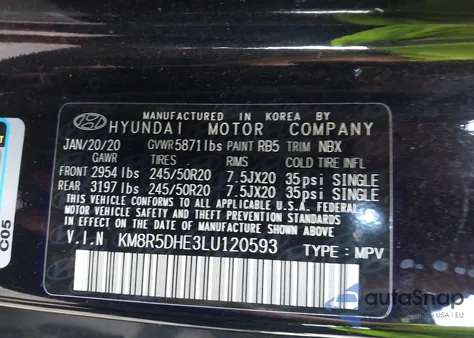 MANUFACTURED IN KOREA BY
HYUNDAI MOTOR COMPANY
JAN/20/20 GVWR 5871lbs PAINT RB5 TRIM NBX
GAWR TIRES RIMS COLD TIRE INFL
FRONT 2954 lbs 245/50R20 7.5JX20 35psi SINGLE
REAR 3197 lbs 245/50R20 7.5JX20 35psi SINGLE
THIS VEHICLE CONFORMS TO ALL APPLICABLE U.S.A. FEDERAL
MOTOR VEHICLE SAFETY AND THEFT PREVENTION STANDARDS
IN EFFECT ON THE DATE OF MANUFACTURE SHOWN ABOVE.
V.I.N KM8R5DHE3LU120593 TYPE : MPV
C05
autoSnap
USA | EU